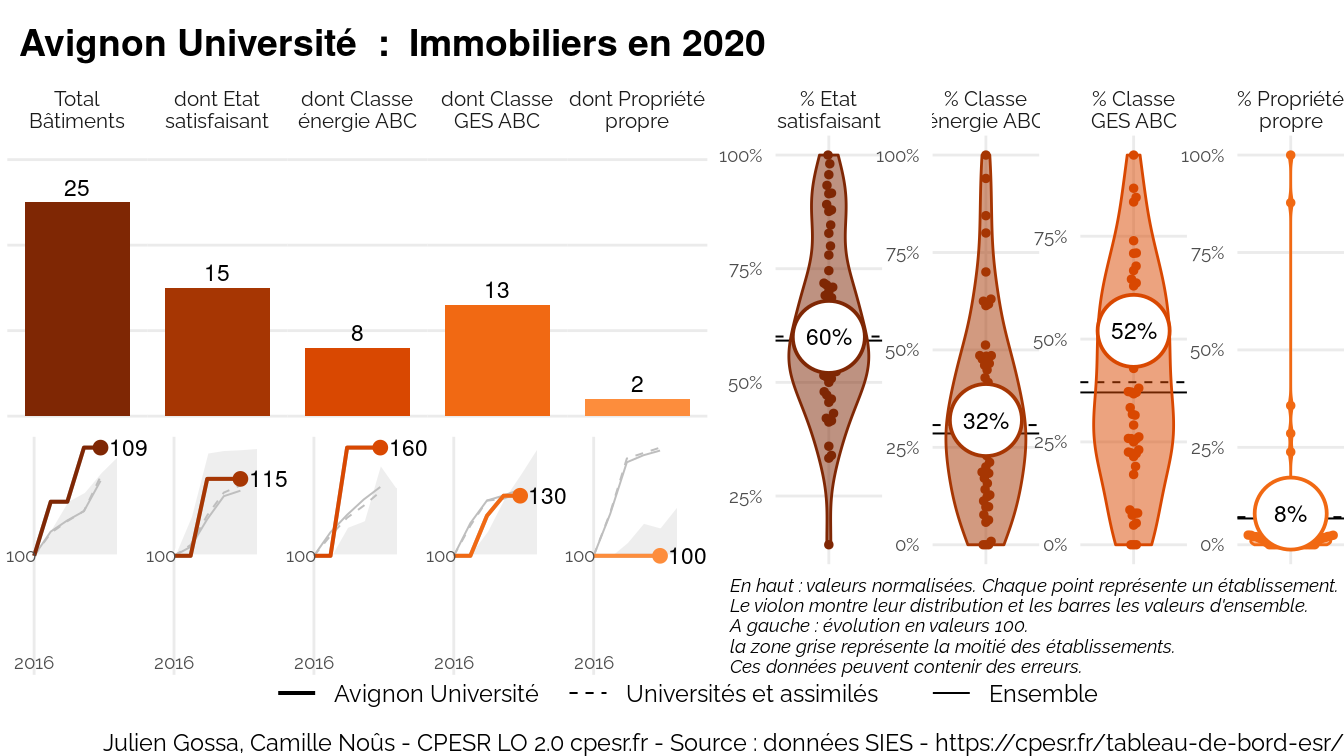 Avignon Université : Immobiliers en 2020
Total
Bâtiments
dont Etat
satisfaisant
dont Classe
énergie ABC
dont Classe
GES ABC
dont Propriété
propre
25
15
8
13
2
109
100
2016
115
100
2016
160
100
2016
130
100
2016
100
100
2016
% Etat
satisfaisant
100%
75%
50%
25%
60%
% Classe
énergie ABC
100%
75%
50%
25%
0%
32%
% Classe
GES ABC
75%
50%
25%
0%
52%
% Propriété
propre
100%
75%
50%
25%
0%
8%
En haut : valeurs normalisées. Chaque point représente un établissement.
Le violon montre leur distribution et les barres les valeurs d'ensemble.
A gauche : évolution en valeurs 100.
la zone grise représente la moitié des établissements.
Ces données peuvent contenir des erreurs.
Avignon Université
Universités et assimilés
Ensemble
Julien Gossa, Camille Noûs - CPESR LO 2.0 cpesr.fr - Source : données SIES - https://cpesr.fr/tableau-de-bord-esr/